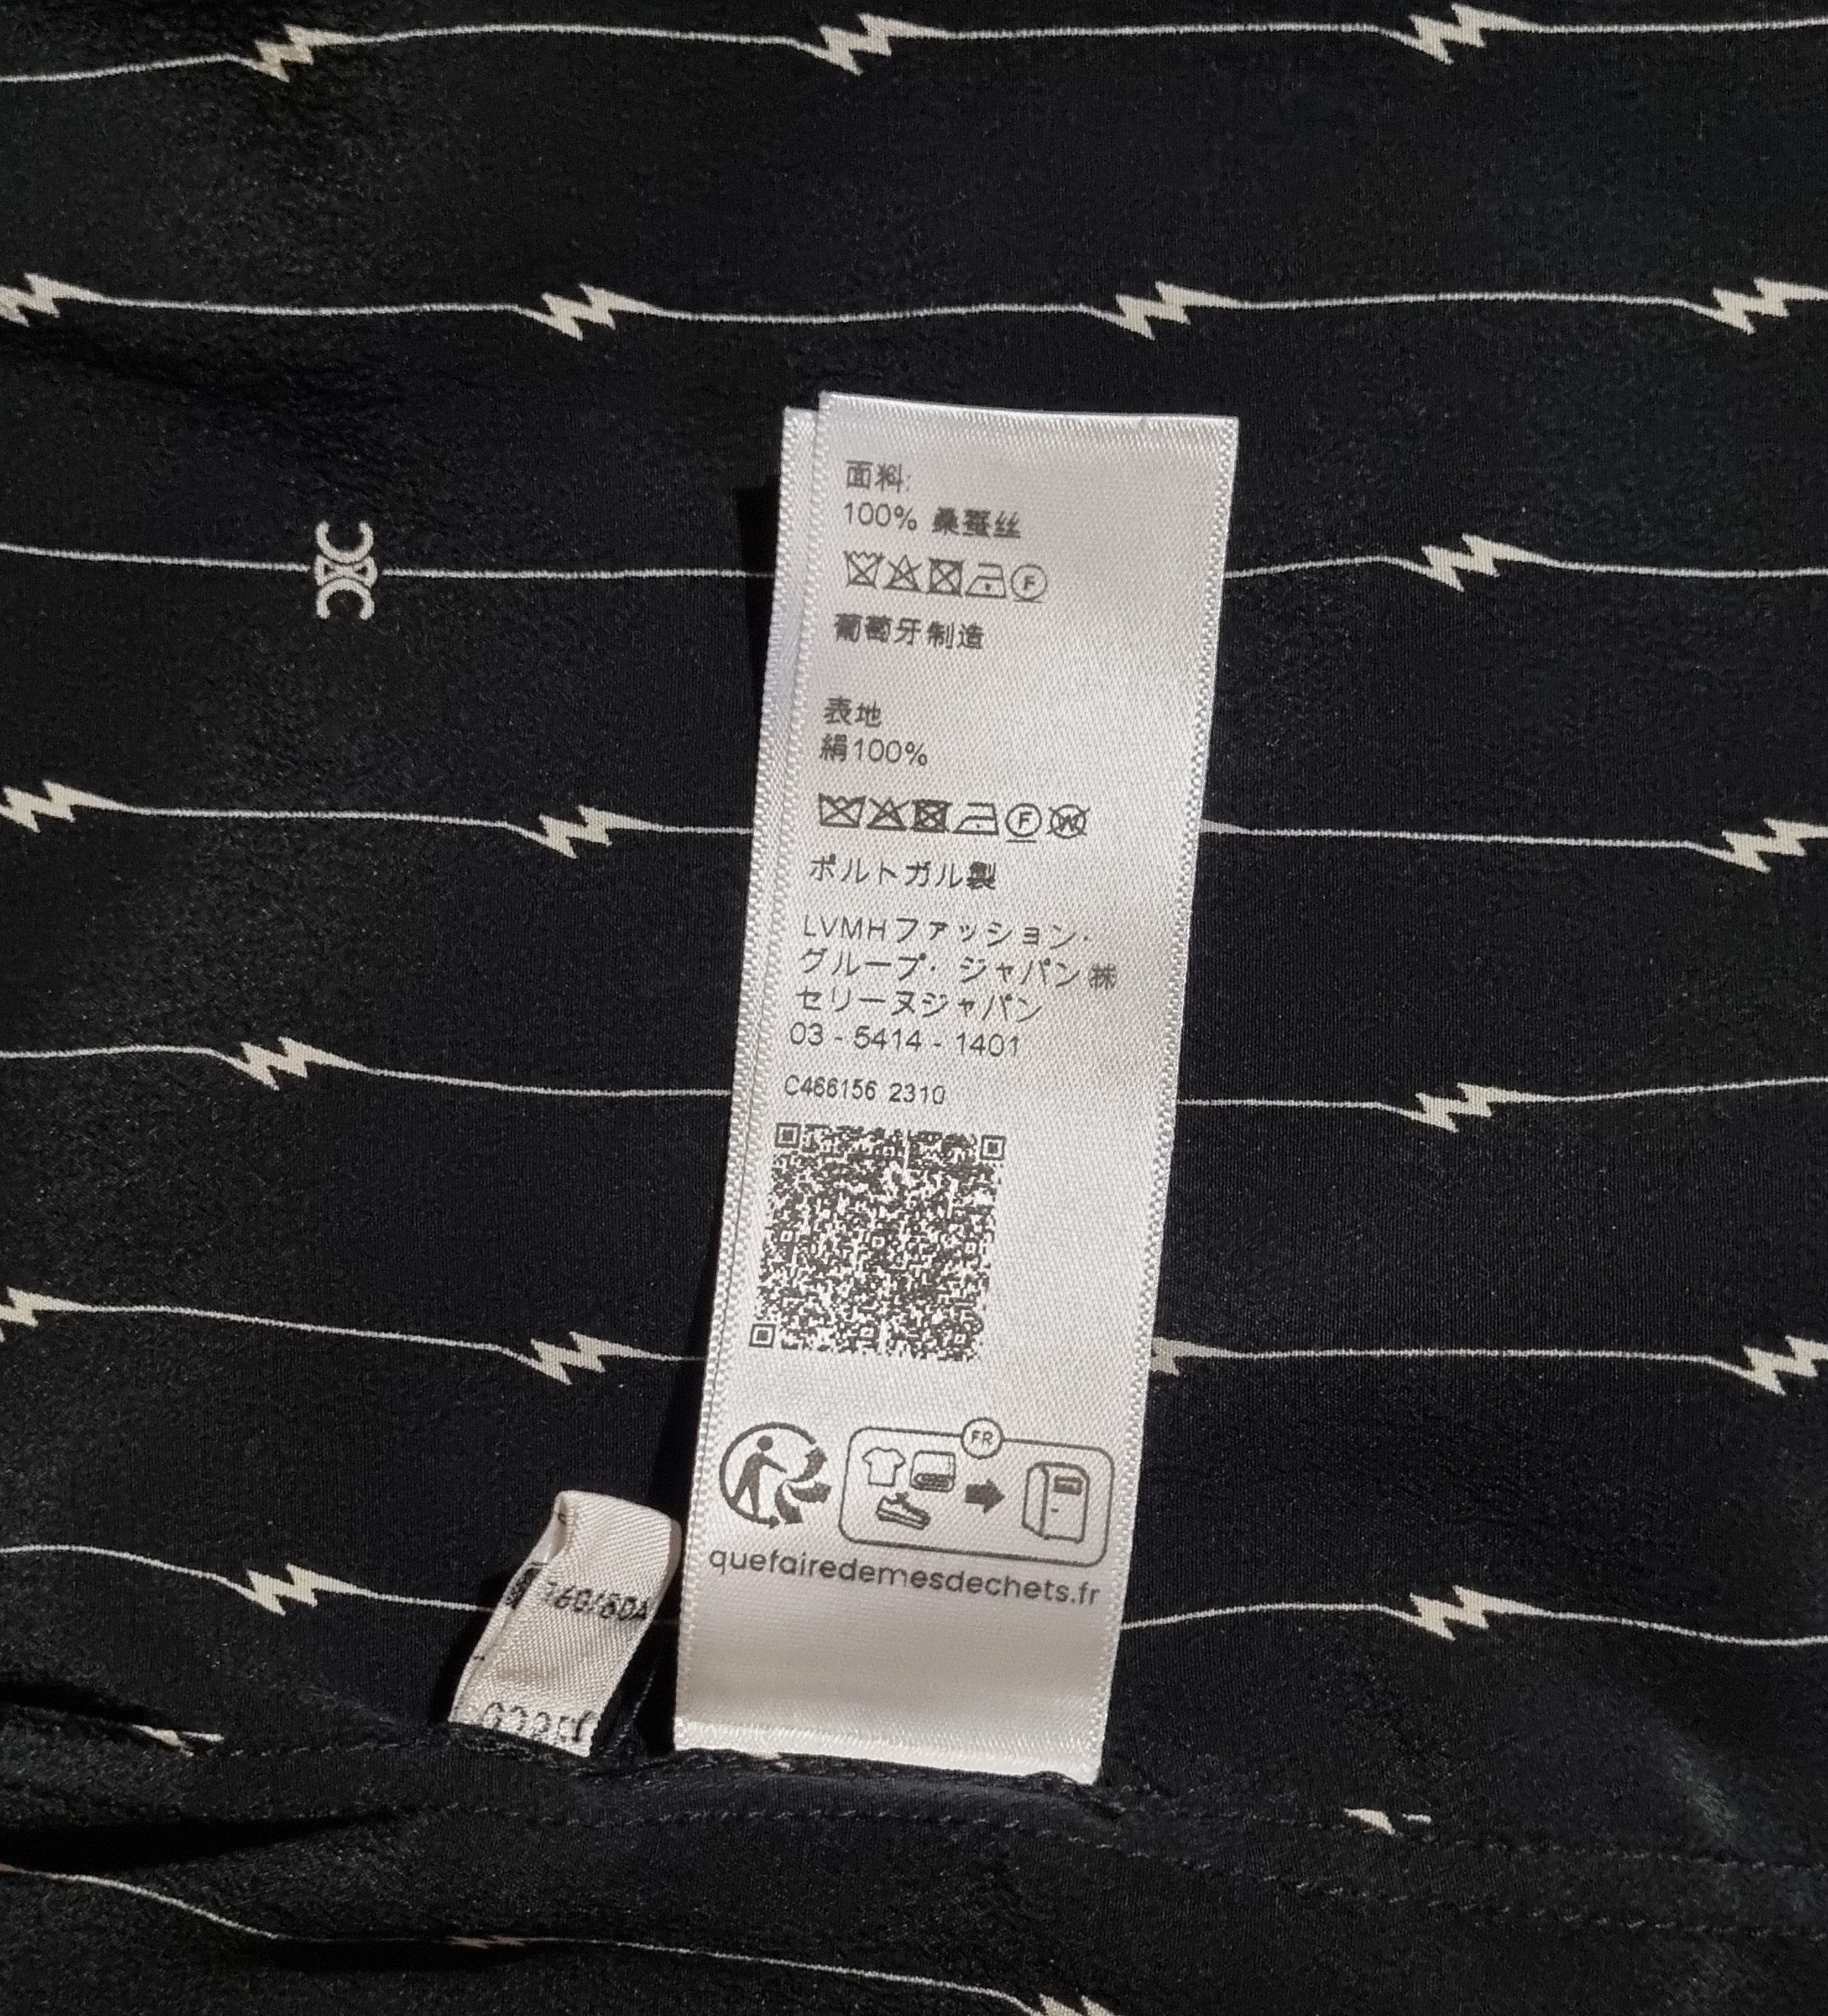 面料:
100% 桑蚕丝
F
葡萄牙制造
表地
絹100%
F W
ポルトガル製
LVMHファッション・
グループ・ジャパン㈱
セリーヌジャパン
03 - 5414 - 1401
C466156 2310
FR
quefairedemesdechets.fr
160/80A